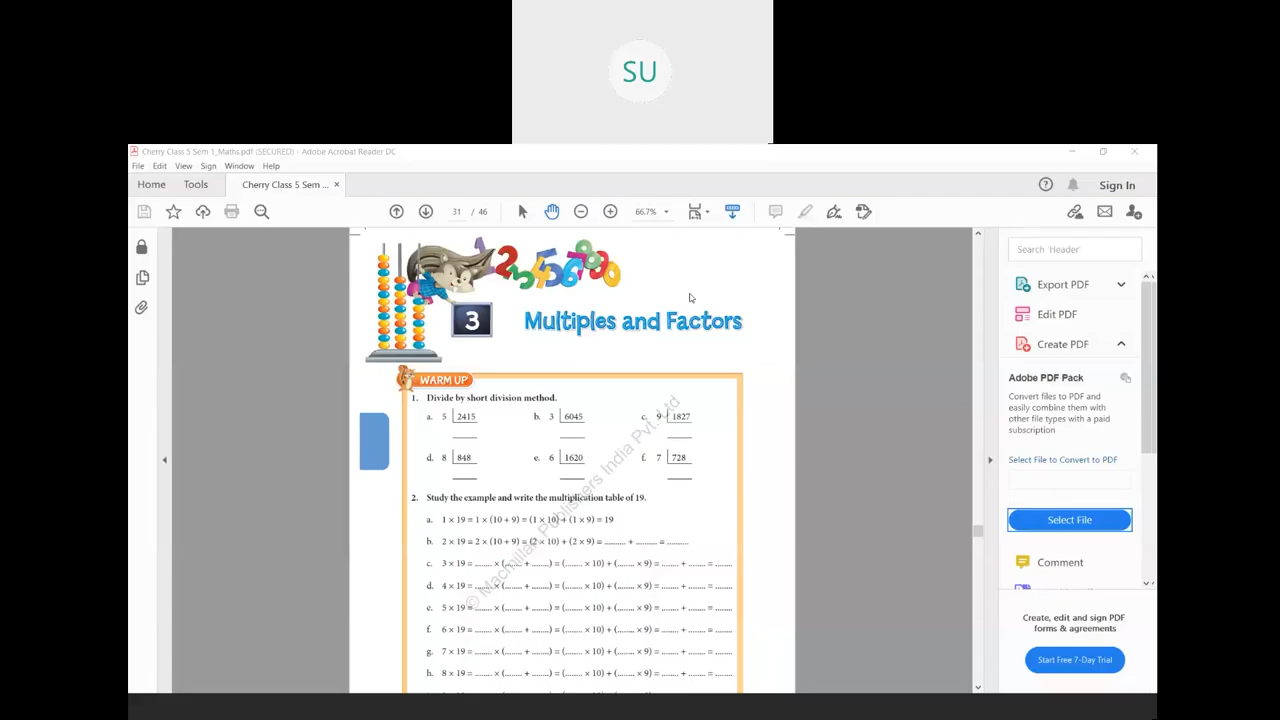 SU
Cherry Class 5 Sem 1_Maths.pdf (SECURED) - Adobe Acrobat Reader DC
File Edit View Sign Window Help
Home Tools Cherry Class 5 Sem ... × Sign In
31 / 46 66.7%
Search 'Header'
Export PDF
Edit PDF
Create PDF
Adobe PDF Pack
Convert files to PDF and
easily combine them with
other file types with a paid
subscription
Select File to Convert to PDF
Select File
Comment
Create, edit and sign PDF
forms & agreements
Start Free 7-Day Trial
3 Multiples and Factors
WARM UP
1. Divide by short division method.
a. 5 2415 b. 3 6045 c. 9 1827
d. 8 848 e. 6 1620 f. 7 728
2. Study the example and write the multiplication table of 19.
a. 1 × 19 = 1 × (10 + 9) = (1 × 10) + (1 × 9) = 19
b. 2 × 19 = 2 × (10 + 9) = (2 × 10) + (2 × 9) = .......... + .......... = ..........
c. 3 × 19 = ........ × (........ + ........) = (........ × 10) + (........ × 9) = ........ + ........ = ........
d. 4 × 19 = ........ × (........ + ........) = (........ × 10) + (........ × 9) = ........ + ........ = ........
e. 5 × 19 = ........ × (........ + ........) = (........ × 10) + (........ × 9) = ........ + ........ = ........
f. 6 × 19 = ........ × (........ + ........) = (........ × 10) + (........ × 9) = ........ + ........ = ........
g. 7 × 19 = ........ × (........ + ........) = (........ × 10) + (........ × 9) = ........ + ........ = ........
h. 8 × 19 = ........ × (........ + ........) = (........ × 10) + (........ × 9) = ........ + ........ = ........
© Macmillan Publishers India Pvt. Ltd